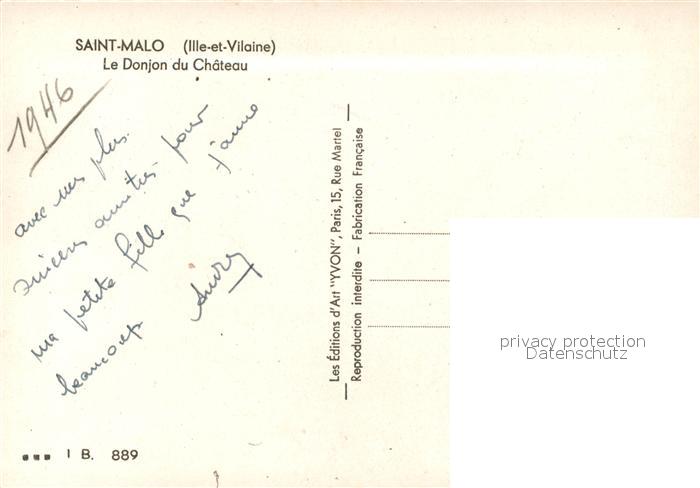 SAINT-MALO (Ille-et-Vilaine)
Le Donjon du Château
1946
avec mes plus
sincères amitiés pour
ma petite fille que j'aime
beaucoup
André
Les Éditions d'Art "YVON", Paris, 15, Rue Martel
Reproduction interdite – Fabrication Française
privacy protection
Datenschutz
I B. 889